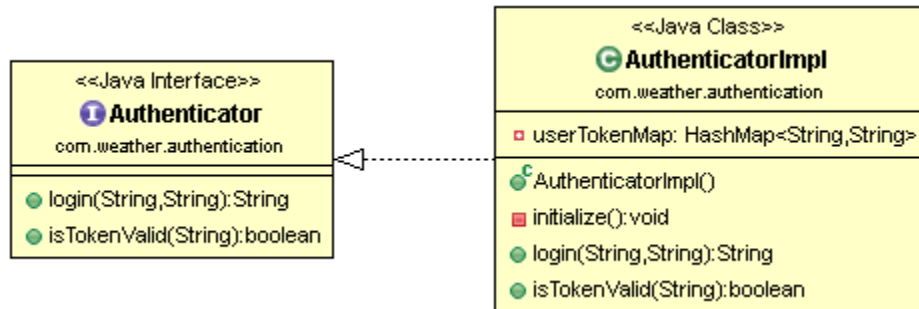 <<Java Interface>>
I Authenticator
com.weather.authentication
login(String,String):String
isTokenValid(String):boolean
<<Java Class>>
C AuthenticatorImpl
com.weather.authentication
userTokenMap: HashMap<String,String>
C AuthenticatorImpl()
initialize():void
login(String,String):String
isTokenValid(String):boolean